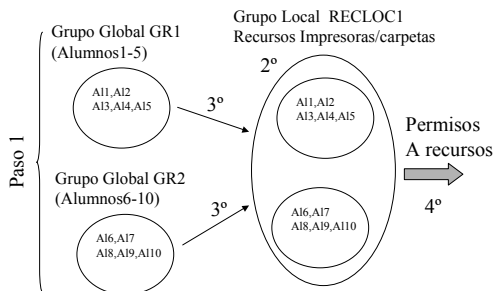 Grupo Global GR1
(Alumnos1-5)
Al1,Al2
Al3,Al4,Al5
Paso 1
Grupo Global GR2
(Alumnos6-10)
Al6,Al7
Al8,Al9,Al10
3º
3º
Grupo Local RECLOC1
Recursos Impresoras/carpetas
2º
Al1,Al2
Al3,Al4,Al5
Al6,Al7
Al8,Al9,Al10
Permisos
A recursos
4º